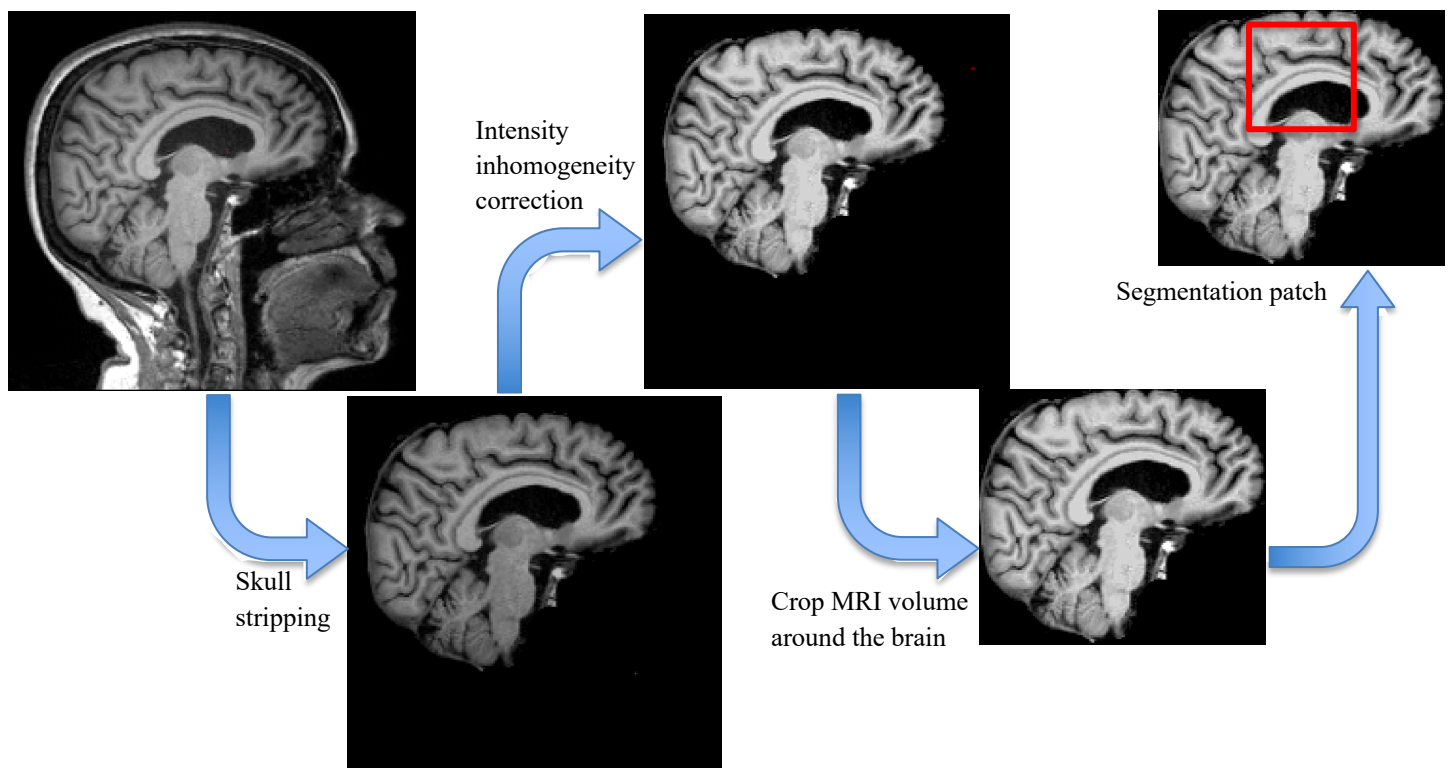 Intensity
inhomogeneity
correction
Segmentation patch
Skull
stripping
Crop MRI volume
around the brain